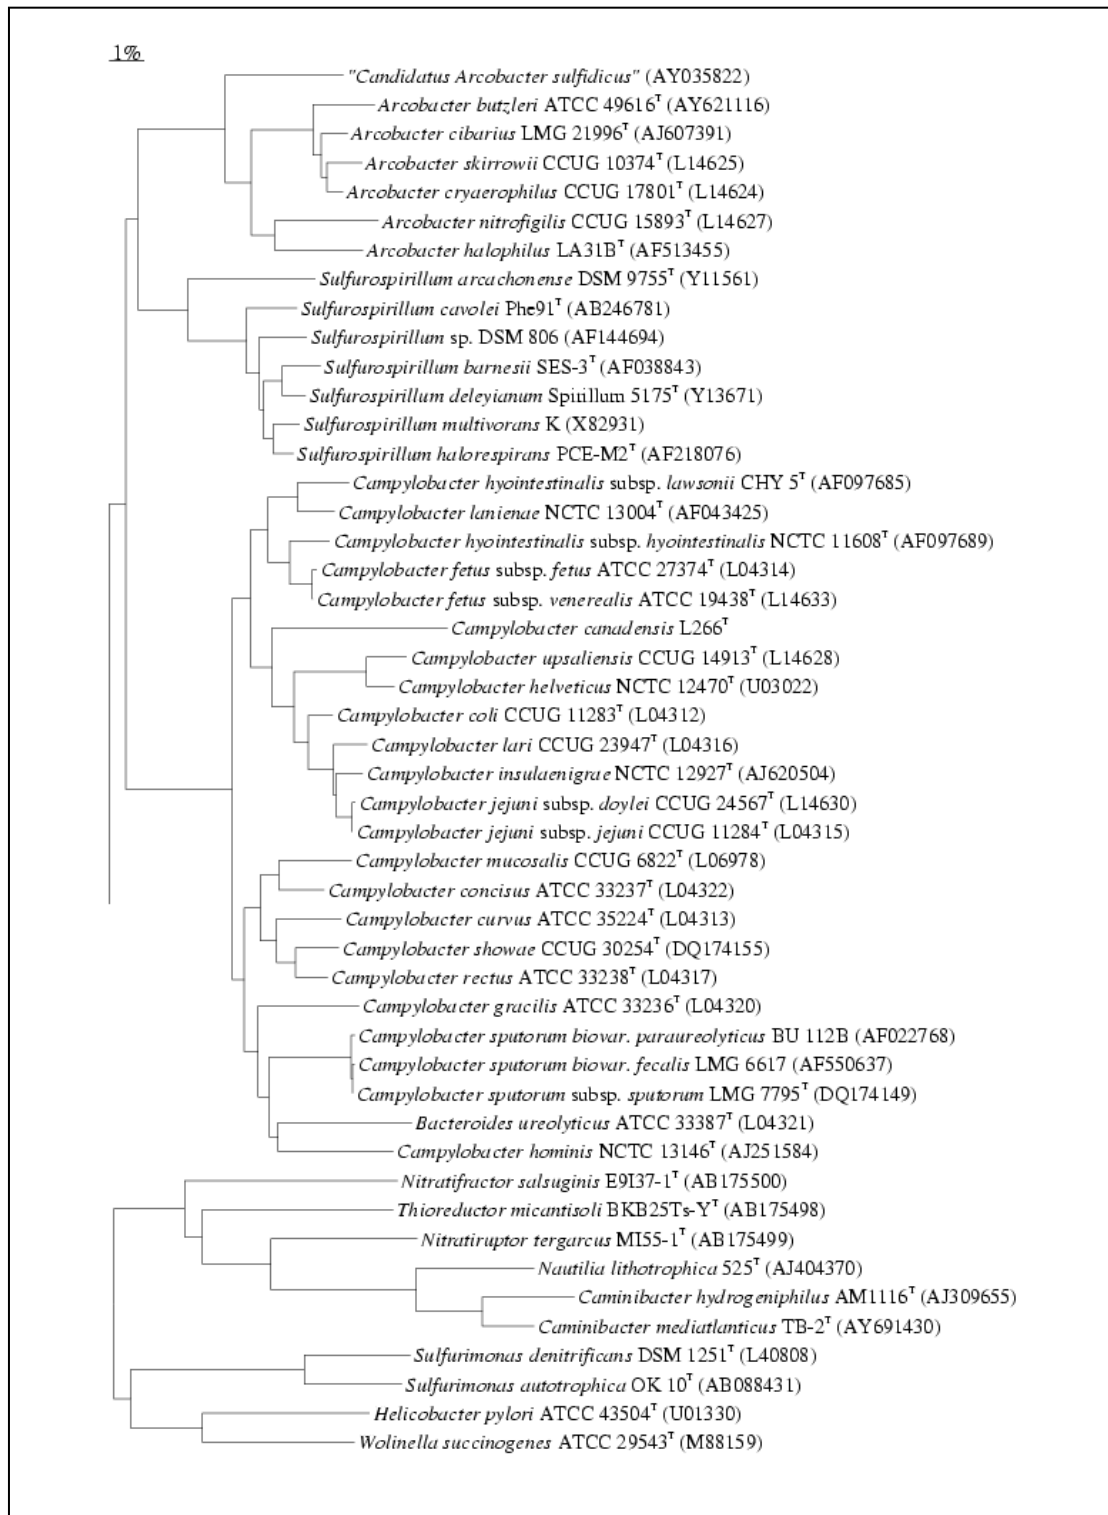 1%
"Candidatus Arcobacter sulfidicus" (AY035822)
Arcobacter butzleri ATCC 49616ᵀ (AY621116)
Arcobacter cibarius LMG 21996ᵀ (AJ607391)
Arcobacter skirrowii CCUG 10374ᵀ (L14625)
Arcobacter cryaerophilus CCUG 17801ᵀ (L14624)
Arcobacter nitrofigilis CCUG 15893ᵀ (L14627)
Arcobacter halophilus LA31Bᵀ (AF513455)
Sulfurospirillum arcachonense DSM 9755ᵀ (Y11561)
Sulfurospirillum cavolei Phe91ᵀ (AB246781)
Sulfurospirillum sp. DSM 806 (AF144694)
Sulfurospirillum barnesii SES-3ᵀ (AF038843)
Sulfurospirillum deleyianum Spirillum 5175ᵀ (Y13671)
Sulfurospirillum multivorans K (X82931)
Sulfurospirillum halorespirans PCE-M2ᵀ (AF218076)
Campylobacter hyointestinalis subsp. lawsonii CHY 5ᵀ (AF097685)
Campylobacter lanienae NCTC 13004ᵀ (AF043425)
Campylobacter hyointestinalis subsp. hyointestinalis NCTC 11608ᵀ (AF097689)
Campylobacter fetus subsp. fetus ATCC 27374ᵀ (L04314)
Campylobacter fetus subsp. venerealis ATCC 19438ᵀ (L14633)
Campylobacter canadensis L266ᵀ
Campylobacter upsaliensis CCUG 14913ᵀ (L14628)
Campylobacter helveticus NCTC 12470ᵀ (U03022)
Campylobacter coli CCUG 11283ᵀ (L04312)
Campylobacter lari CCUG 23947ᵀ (L04316)
Campylobacter insulaenigrae NCTC 12927ᵀ (AJ620504)
Campylobacter jejuni subsp. doylei CCUG 24567ᵀ (L14630)
Campylobacter jejuni subsp. jejuni CCUG 11284ᵀ (L04315)
Campylobacter mucosalis CCUG 6822ᵀ (L06978)
Campylobacter concisus ATCC 33237ᵀ (L04322)
Campylobacter curvus ATCC 35224ᵀ (L04313)
Campylobacter showae CCUG 30254ᵀ (DQ174155)
Campylobacter rectus ATCC 33238ᵀ (L04317)
Campylobacter gracilis ATCC 33236ᵀ (L04320)
Campylobacter sputorum biovar. paraureolyticus BU 112B (AF022768)
Campylobacter sputorum biovar. fecalis LMG 6617 (AF550637)
Campylobacter sputorum subsp. sputorum LMG 7795ᵀ (DQ174149)
Bacteroides ureolyticus ATCC 33387ᵀ (L04321)
Campylobacter hominis NCTC 13146ᵀ (AJ251584)
Nitratifractor salsuginis E9I37-1ᵀ (AB175500)
Thioreductor micantisoli BKB25Ts-Yᵀ (AB175498)
Nitratiruptor tergarcus MI55-1ᵀ (AB175499)
Nautilia lithotrophica 525ᵀ (AJ404370)
Caminibacter hydrogeniphilus AM1116ᵀ (AJ309655)
Caminibacter mediatlanticus TB-2ᵀ (AY691430)
Sulfurimonas denitrificans DSM 1251ᵀ (L40808)
Sulfurimonas autotrophica OK 10ᵀ (AB088431)
Helicobacter pylori ATCC 43504ᵀ (U01330)
Wolinella succinogenes ATCC 29543ᵀ (M88159)